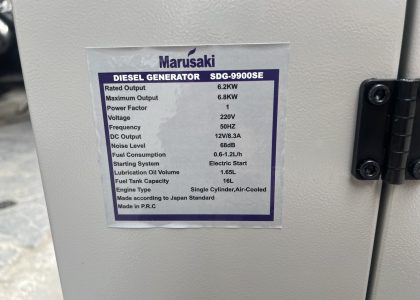 Marusaki
DIESEL GENERATOR SDG-9900SE
Rated Output 6.2KW
Maximum Output 6.8KW
Power Factor 1
Voltage 220V
Frequency 50HZ
DC Output 12V/8.3A
Noise Level 68dB
Fuel Consumption 0.6-1.2L/h
Starting System Electric Start
Lubrication Oil Volume 1.65L
Fuel Tank Capacity 16L
Engine Type Single Cylinder,Air-Cooled
Made according to Japan Standard
Made in P.R.C